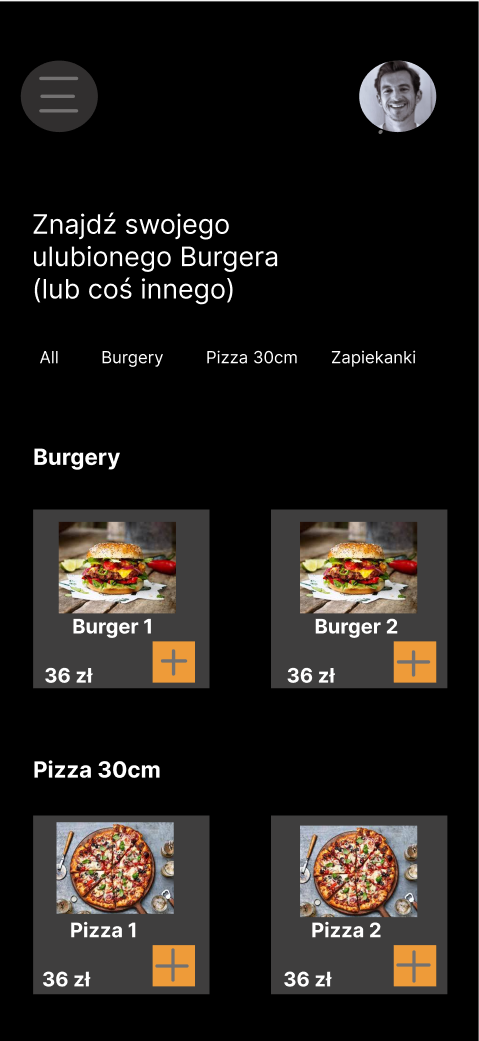 Znajdź swojego
ulubionego Burgera
(lub coś innego)
All Burgery Pizza 30cm Zapiekanki
Burgery
Burger 1 Burger 2
36 zł 36 zł
Pizza 30cm
Pizza 1 Pizza 2
36 zł 36 zł